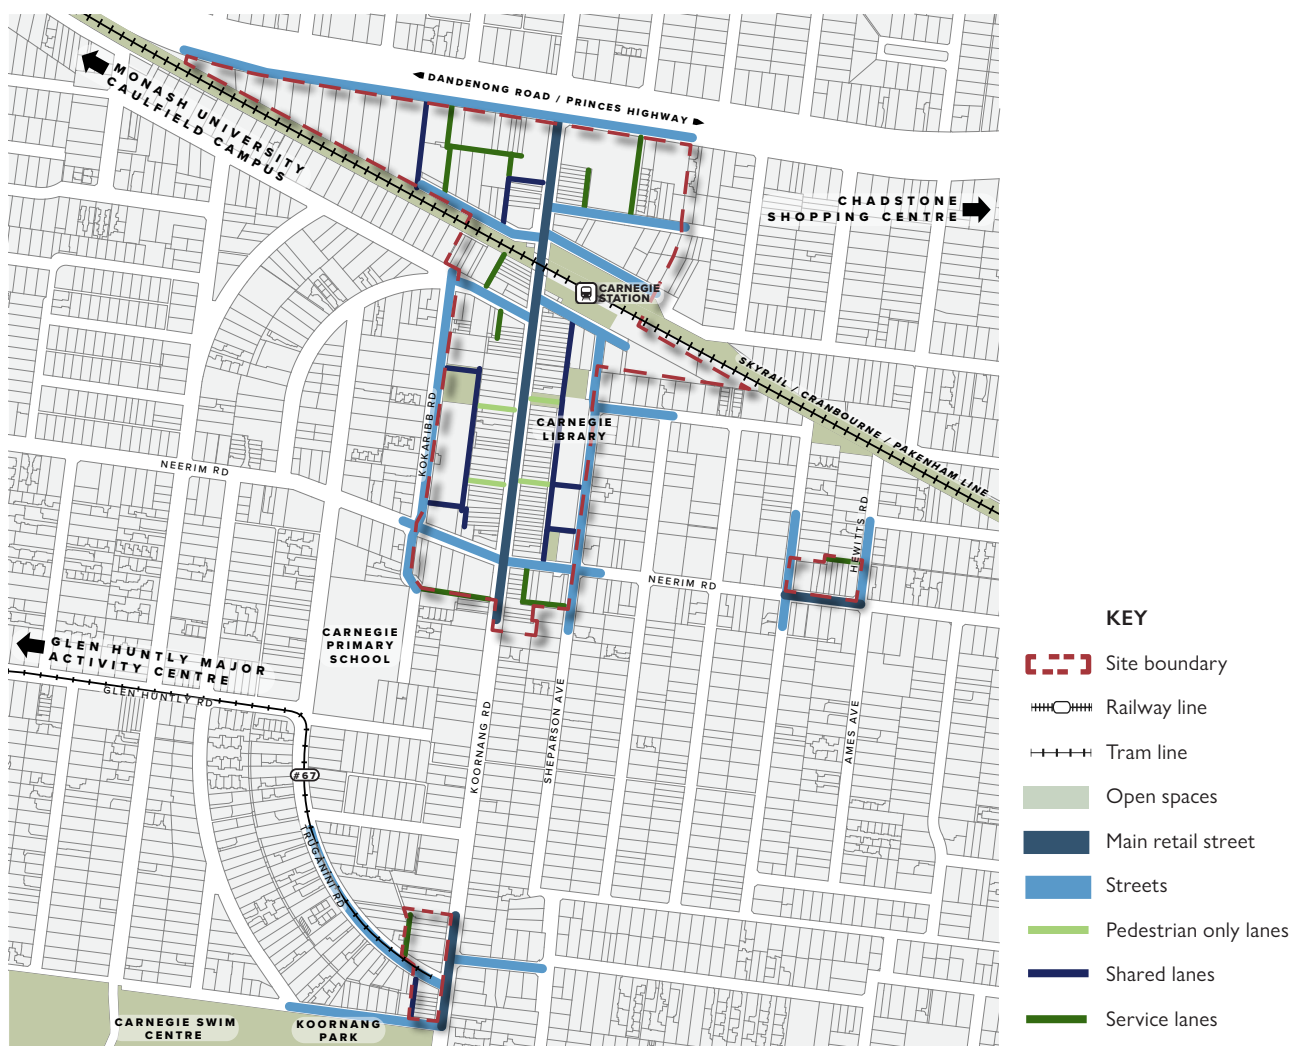 DANDENONG ROAD / PRINCES HIGHWAY
MONASH UNIVERSITY
CAULFIELD CAMPUS
CHADSTONE
SHOPPING CENTRE
CARNEGIE
STATION
SKYRAIL / CRANBOURNE / PAKENHAM LINE
KOKARIBB RD
CARNEGIE
LIBRARY
NEERIM RD
HEWITTS RD
NEERIM RD
CARNEGIE
PRIMARY
SCHOOL
GLEN HUNTLY MAJOR
ACTIVITY CENTRE
GLEN HUNTLY RD
KOORNANG RD
SHEPARSON AVE
AMES AVE
#67
TRUGANINI RD
CARNEGIE SWIM
CENTRE
KOORNANG
PARK
KEY
Site boundary
Railway line
Tram line
Open spaces
Main retail street
Streets
Pedestrian only lanes
Shared lanes
Service lanes